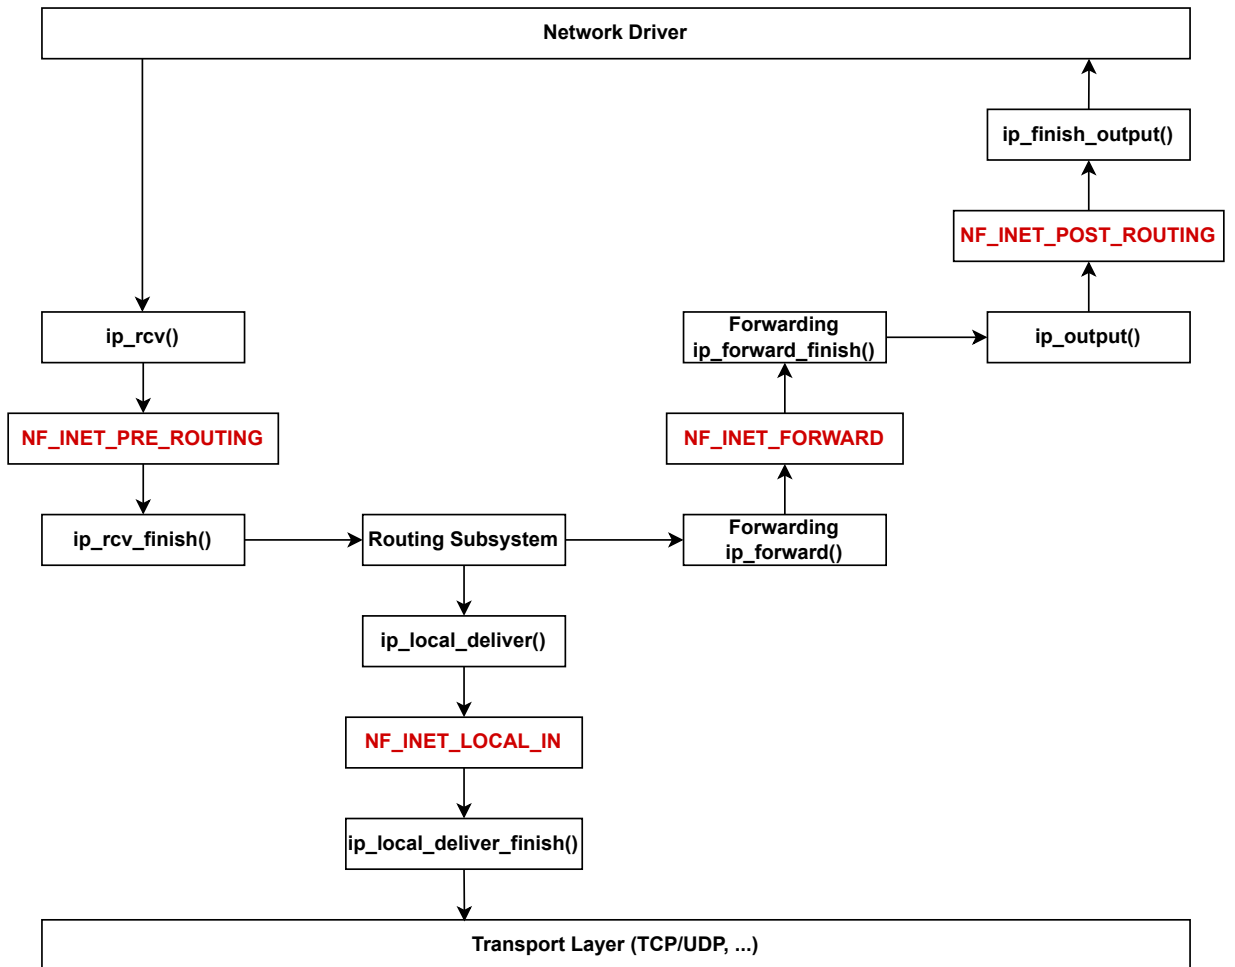 Network Driver
ip_finish_output()
NF_INET_POST_ROUTING
ip_rcv()
Forwarding
ip_forward_finish()
ip_output()
NF_INET_PRE_ROUTING
NF_INET_FORWARD
ip_rcv_finish()
Routing Subsystem
Forwarding
ip_forward()
ip_local_deliver()
NF_INET_LOCAL_IN
ip_local_deliver_finish()
Transport Layer (TCP/UDP, ...)